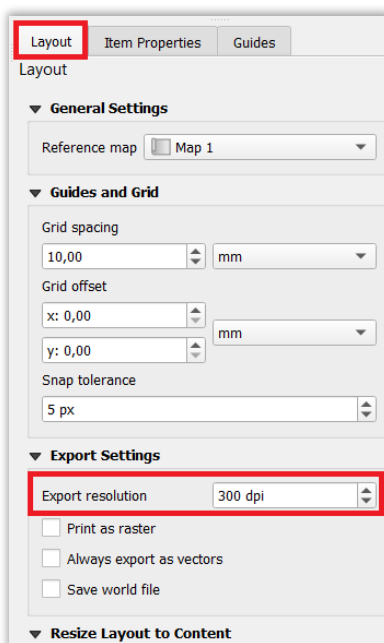 Layout Item Properties Guides
Layout
General Settings
Reference map Map 1
Guides and Grid
Grid spacing
10,00 mm
Grid offset
x: 0,00
mm
y: 0,00
Snap tolerance
5 px
Export Settings
Export resolution 300 dpi
Print as raster
Always export as vectors
Save world file
Resize Layout to Content